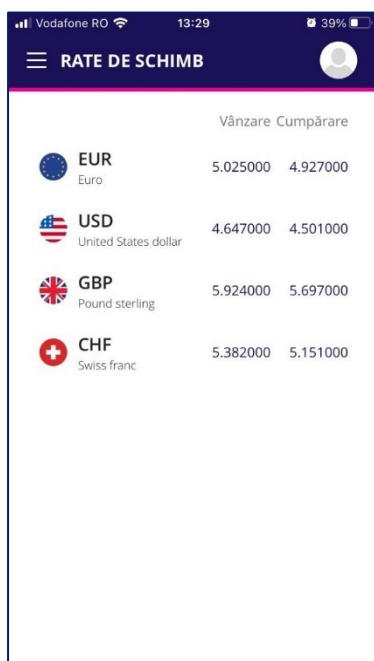 Vodafone RO 13:29 39%
RATE DE SCHIMB
Vânzare Cumpărare
EUR
Euro
5.025000 4.927000
USD
United States dollar
4.647000 4.501000
GBP
Pound sterling
5.924000 5.697000
CHF
Swiss franc
5.382000 5.151000